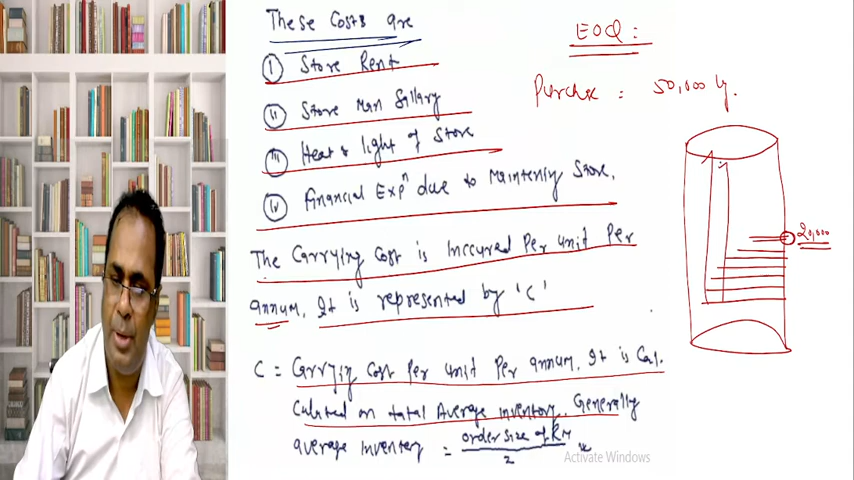 These Costs are
(i) Store Rent
(ii) Store Man Sallary
(iii) Heat & light of Store
(iv) Financial Expn due to Maintening Store.
The Carrying Cost is Inccured Per unit Per
annum. It is represented by 'C'
C = Carrying Cost Per unit Per annum. It is Cal.
Culated on total Average inventory. Generally
average inventory = order size of RM
2
EOQ :
Purchase : 50,000 kg.
20,000
Activate Windows